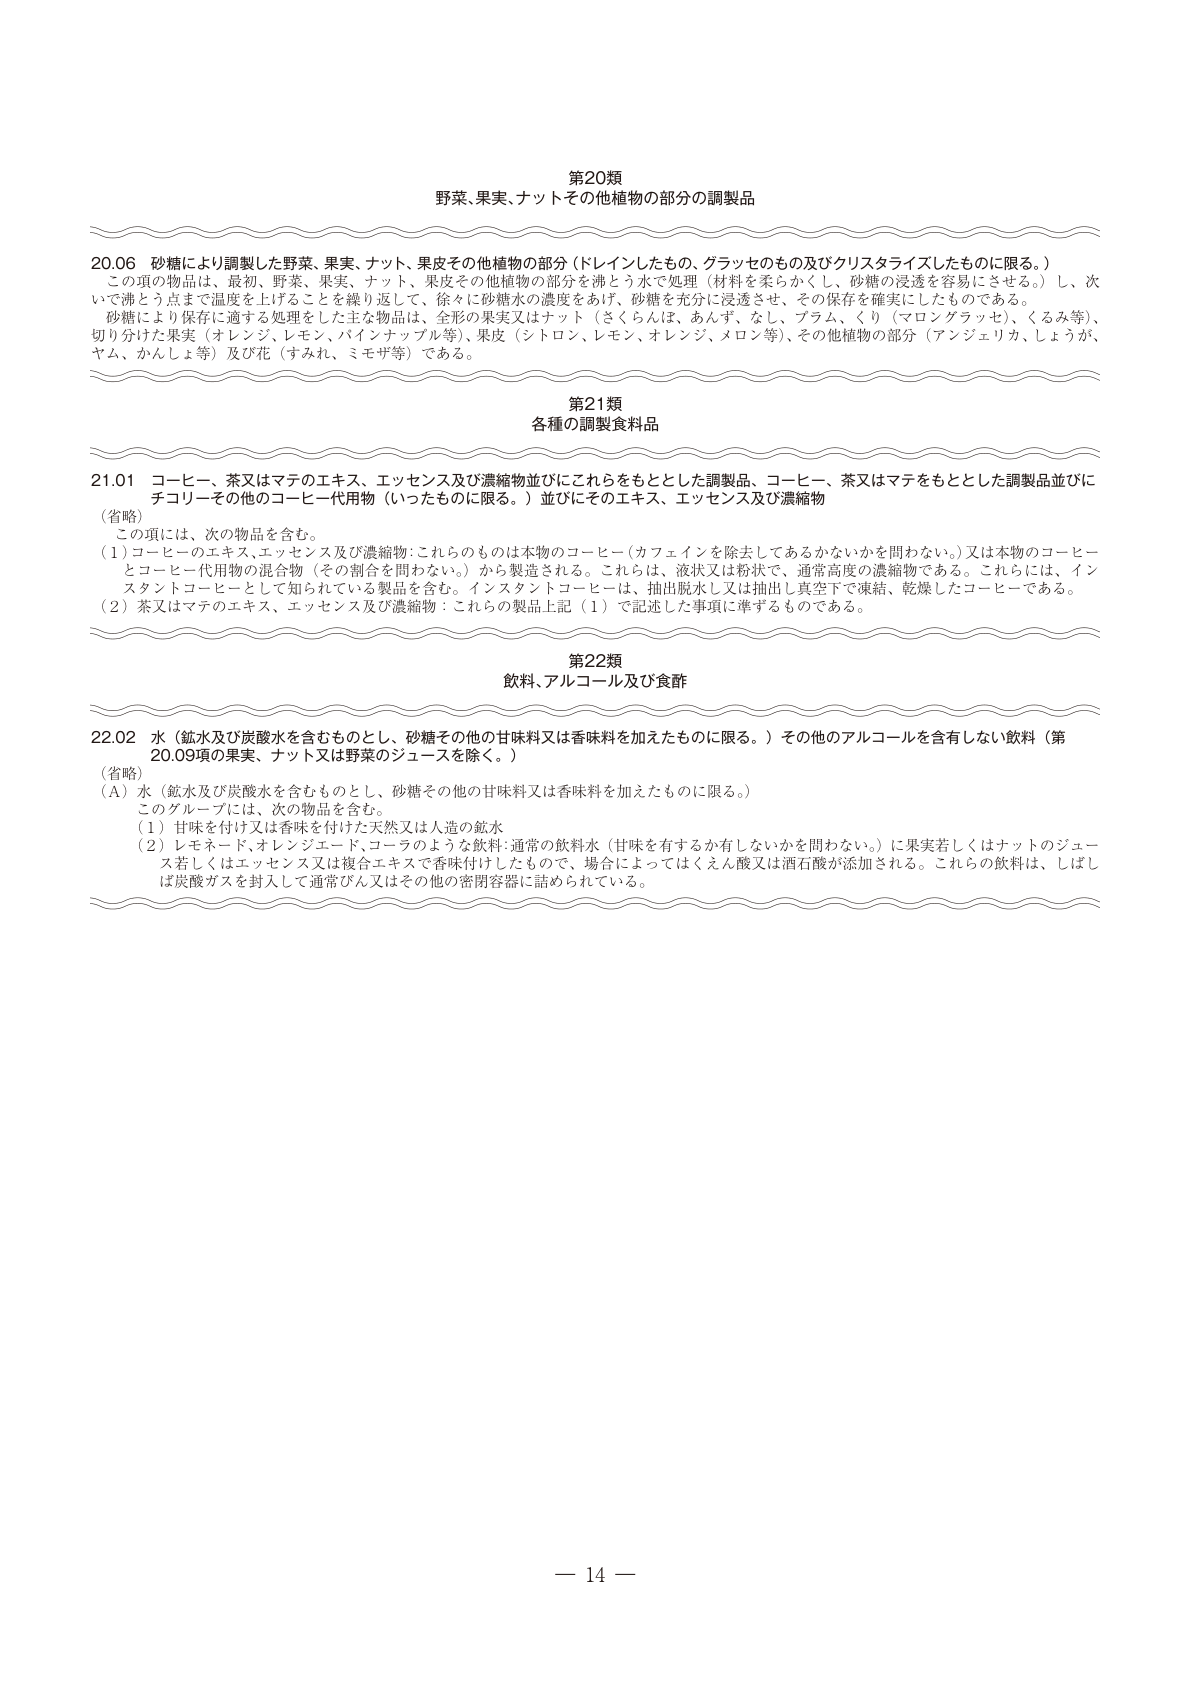 第20類
野菜、果実、ナットその他植物の部分の調製品
20.06　砂糖により調製した野菜、果実、ナット、果皮その他植物の部分（ドレインしたもの、グラッセのもの及びクリスタライズしたものに限る。）
この項の物品は、最初、野菜、果実、ナット、果皮その他植物の部分を沸とう水で処理（材料を柔らかくし、砂糖の浸透を容易にさせる。）し、次
いで沸とう点まで温度を上げることを繰り返して、徐々に砂糖水の濃度をあげ、砂糖を充分に浸透させ、その保存を確実にしたものである。
砂糖により保存に適する処理をした主な物品は、全形の果実又はナット（さくらんぼ、あんず、なし、プラム、くり（マロングラッセ）、くるみ等）、
切り分けた果実（オレンジ、レモン、パインナップル等）、果皮（シトロン、レモン、オレンジ、メロン等）、その他植物の部分（アンジェリカ、しょうが、
ヤム、かんしょ等）及び花（すみれ、ミモザ等）である。
第21類
各種の調製食料品
21.01　コーヒー、茶又はマテのエキス、エッセンス及び濃縮物並びにこれらをもととした調製品、コーヒー、茶又はマテをもととした調製品並びに
チコリーその他のコーヒー代用物（いったものに限る。）並びにそのエキス、エッセンス及び濃縮物
（省略）
この項には、次の物品を含む。
（１）コーヒーのエキス、エッセンス及び濃縮物：これらのものは本物のコーヒー（カフェインを除去してあるかないかを問わない。）又は本物のコーヒー
とコーヒー代用物の混合物（その割合を問わない。）から製造される。これらは、液状又は粉状で、通常高度の濃縮物である。これらには、イン
スタントコーヒーとして知られている製品を含む。インスタントコーヒーは、抽出脱水し又は抽出し真空下で凍結、乾燥したコーヒーである。
（２）茶又はマテのエキス、エッセンス及び濃縮物：これらの製品上記（１）で記述した事項に準ずるものである。
第22類
飲料、アルコール及び食酢
22.02　水（鉱水及び炭酸水を含むものとし、砂糖その他の甘味料又は香味料を加えたものに限る。）その他のアルコールを含有しない飲料（第
20.09項の果実、ナット又は野菜のジュースを除く。）
（省略）
（A）水（鉱水及び炭酸水を含むものとし、砂糖その他の甘味料又は香味料を加えたものに限る。）
このグループには、次の物品を含む。
（１）甘味を付け又は香味を付けた天然又は人造の鉱水
（２）レモネード、オレンジエード、コーラのような飲料：通常の飲料水（甘味を有するか有しないかを問わない。）に果実若しくはナットのジュー
ス若しくはエッセンス又は複合エキスで香味付けしたもので、場合によってはくえん酸又は酒石酸が添加される。これらの飲料は、しばし
ば炭酸ガスを封入して通常びん又はその他の密閉容器に詰められている。
— 14 —